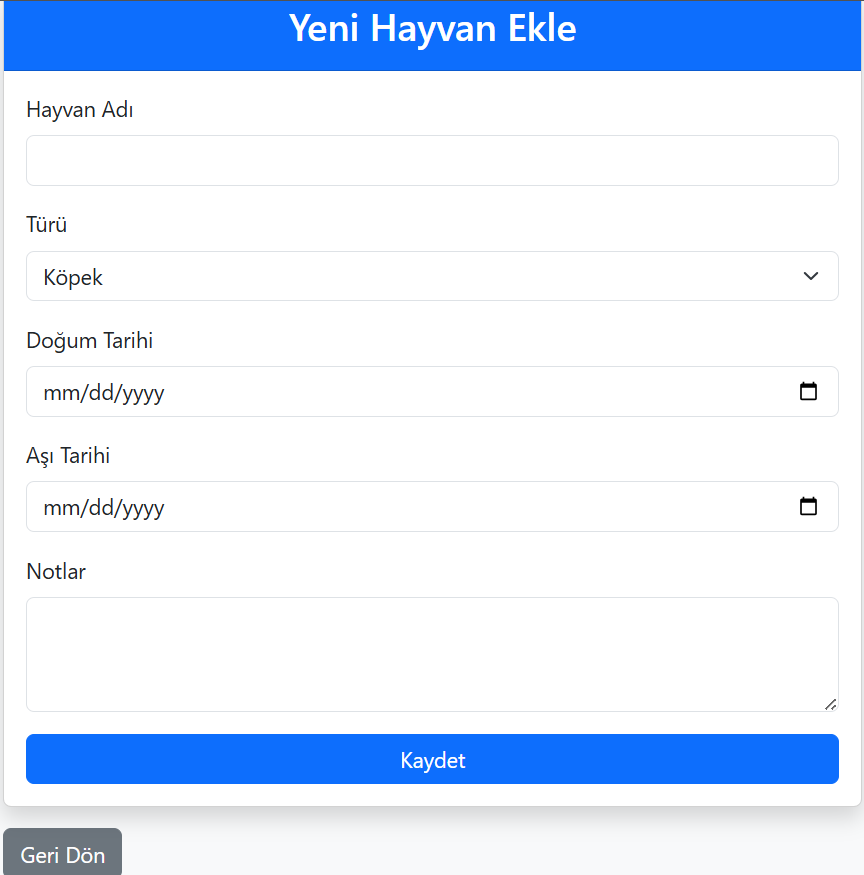 Yeni Hayvan Ekle
Hayvan Adı
Türü
Köpek
Doğum Tarihi
mm/dd/yyyy
Aşı Tarihi
mm/dd/yyyy
Notlar
Kaydet
Geri Dön